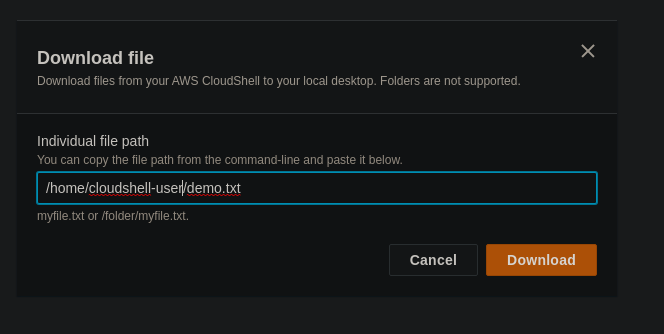 Download file
Download files from your AWS CloudShell to your local desktop. Folders are not supported.
Individual file path
You can copy the file path from the command-line and paste it below.
/home/cloudshell-user/demo.txt
myfile.txt or /folder/myfile.txt.
Cancel
Download